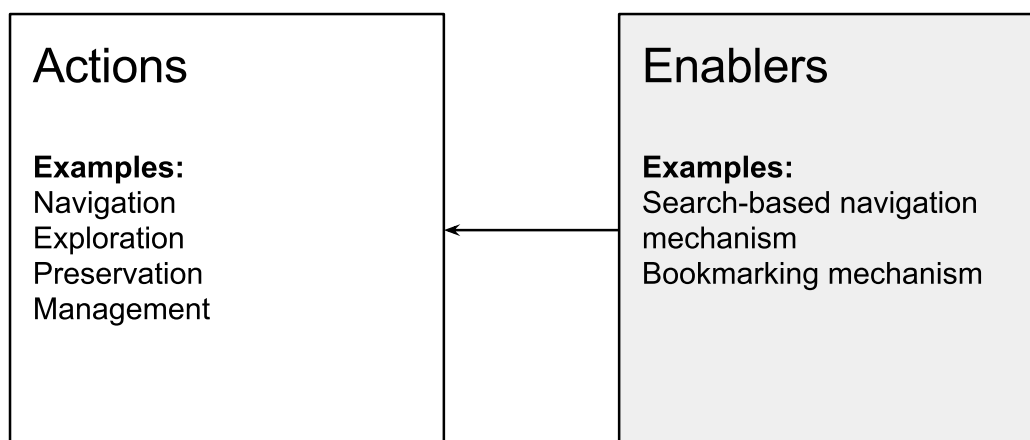 Actions
Examples:
Navigation
Exploration
Preservation
Management
Enablers
Examples:
Search-based navigation
mechanism
Bookmarking mechanism